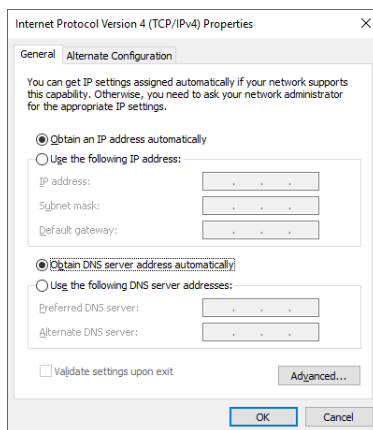 Internet Protocol Version 4 (TCP/IPv4) Properties
General
Alternate Configuration
You can get IP settings assigned automatically if your network supports
this capability. Otherwise, you need to ask your network administrator
for the appropriate IP settings.
Obtain an IP address automatically
Use the following IP address:
IP address:
Subnet mask:
Default gateway:
Obtain DNS server address automatically
Use the following DNS server addresses:
Preferred DNS server:
Alternate DNS server:
Validate settings upon exit
Advanced...
OK
Cancel